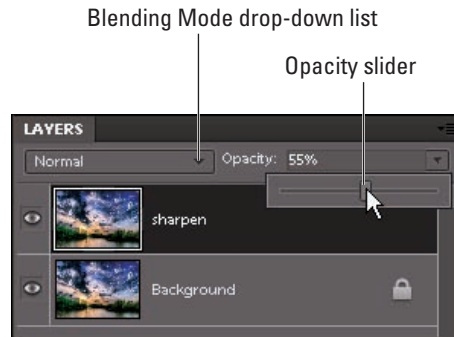 Blending Mode drop-down list
Opacity slider
LAYERS
Normal
Opacity: 55%
sharpen
Background